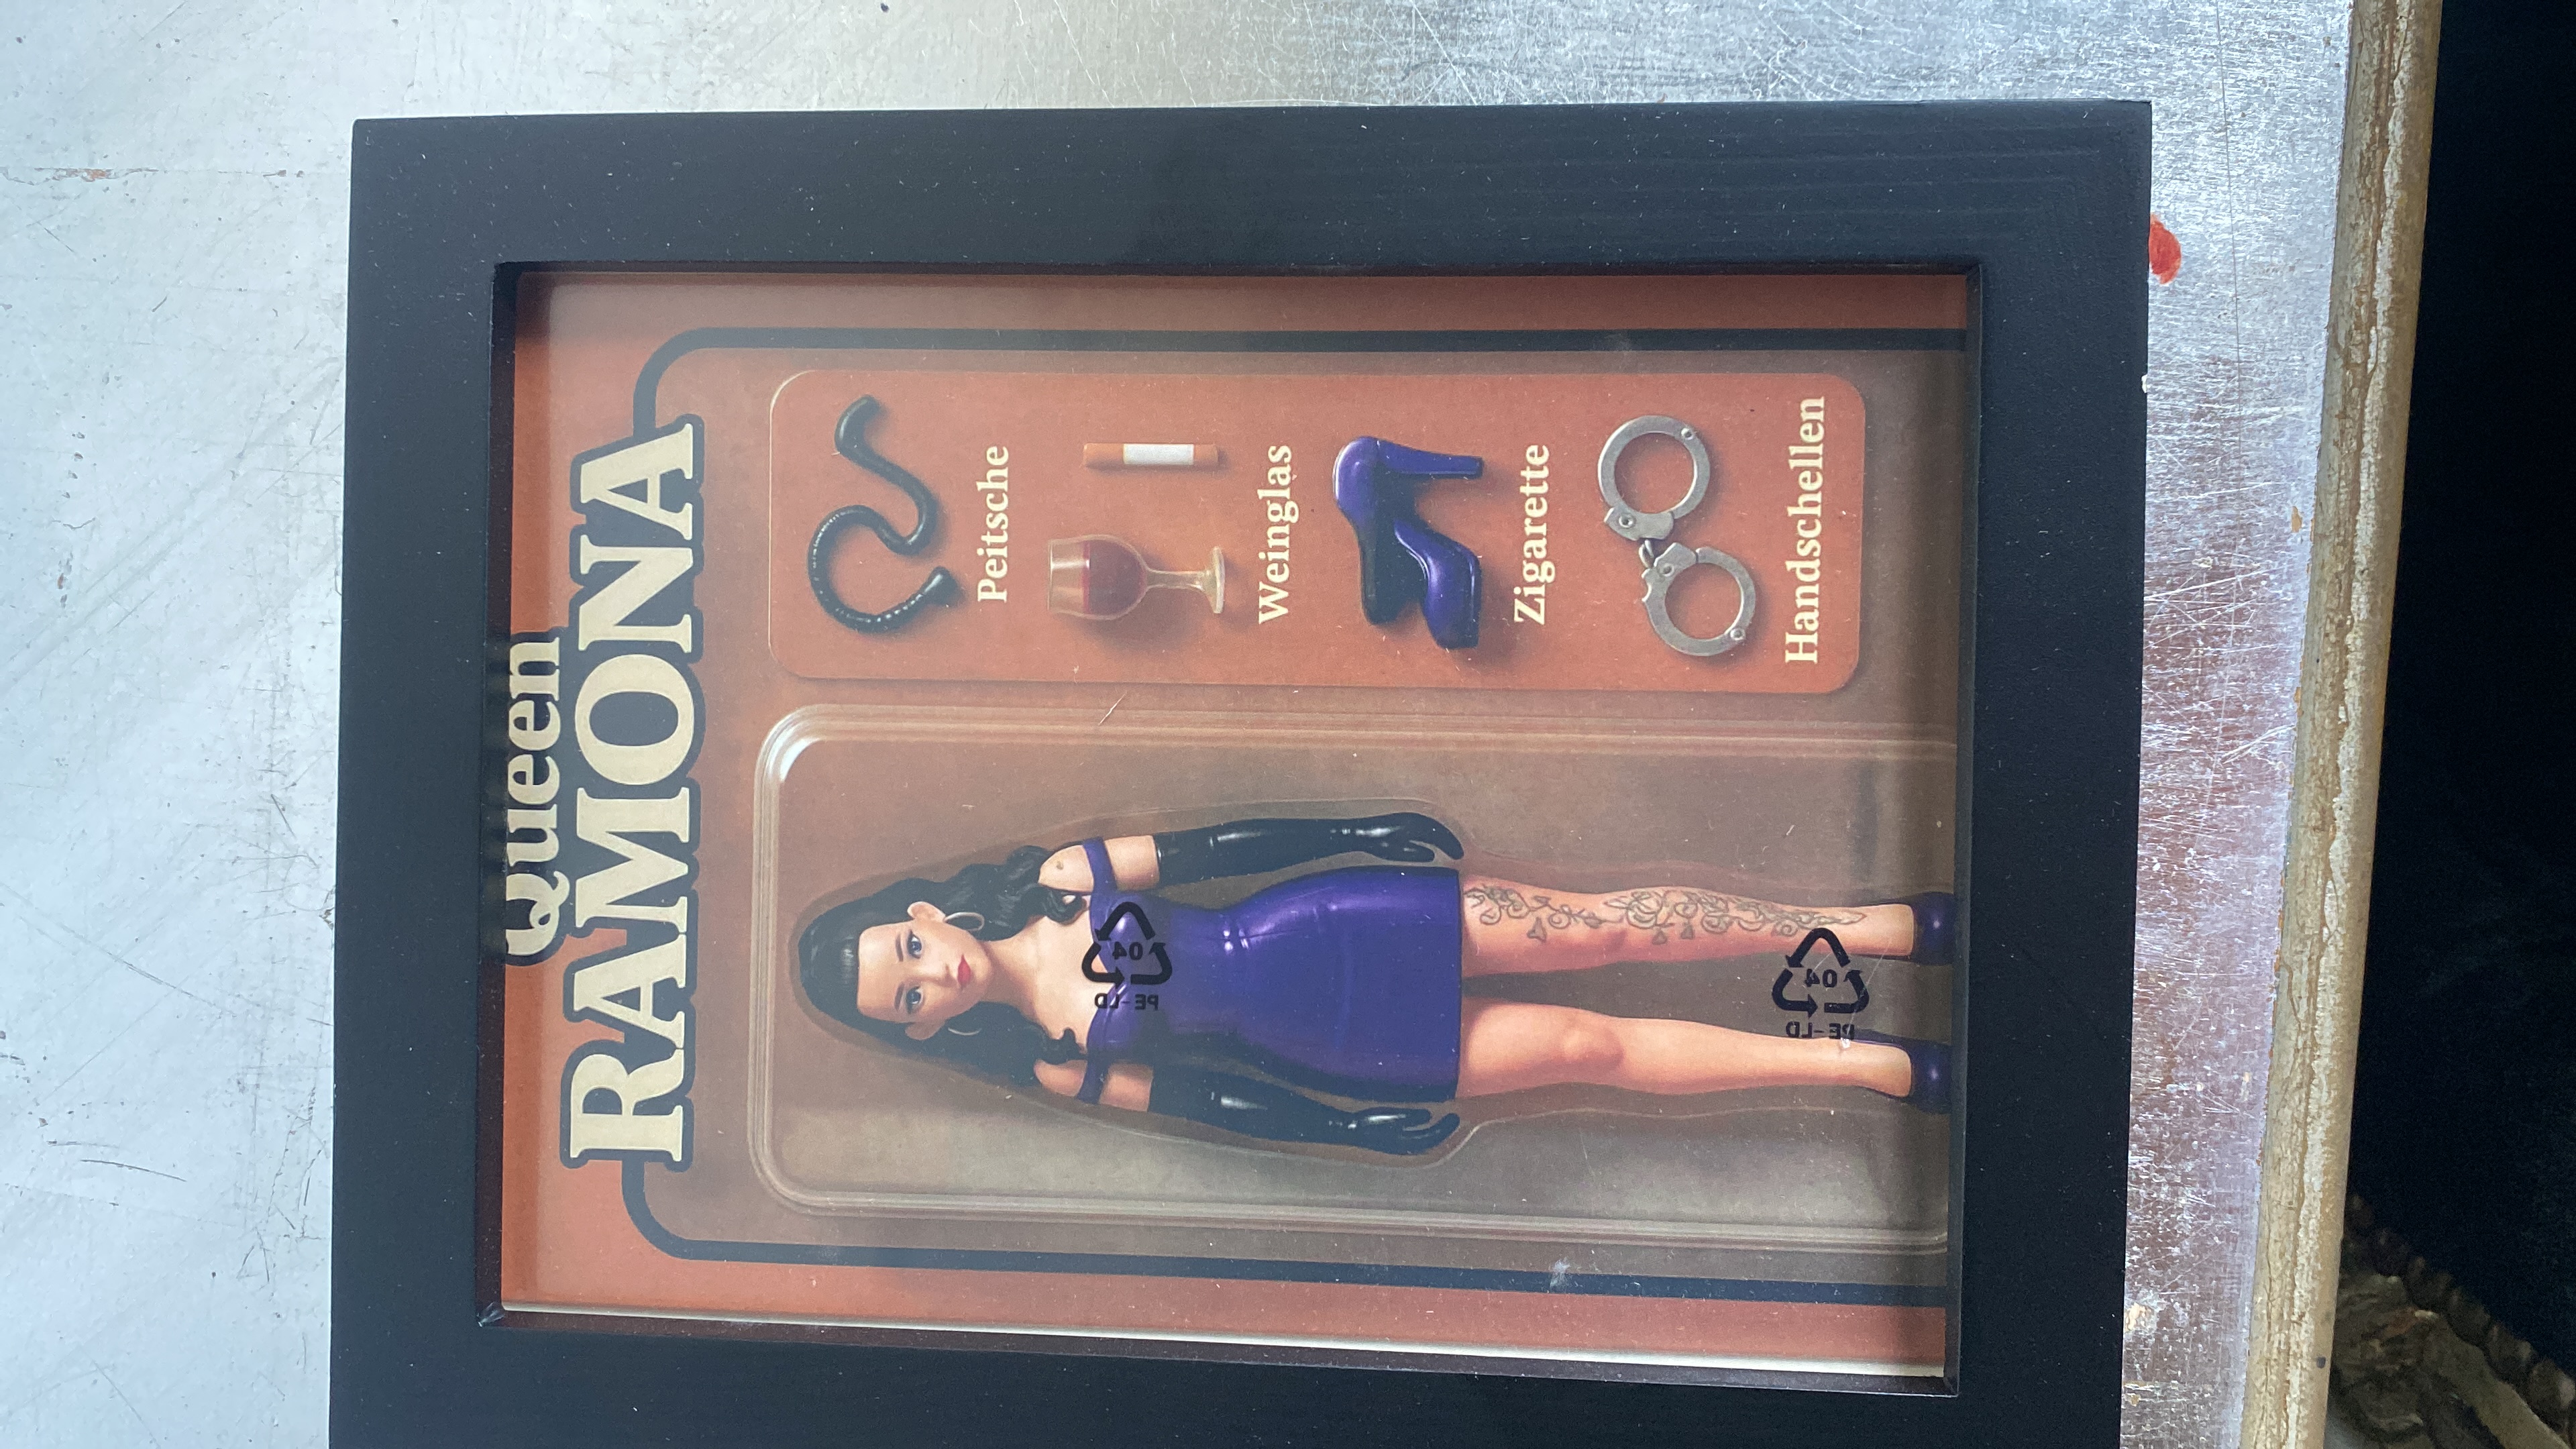 Queen
RAMONA
Peitsche
Weinglas
Zigarette
Handschellen
04
PE-LD
04
PE-LD